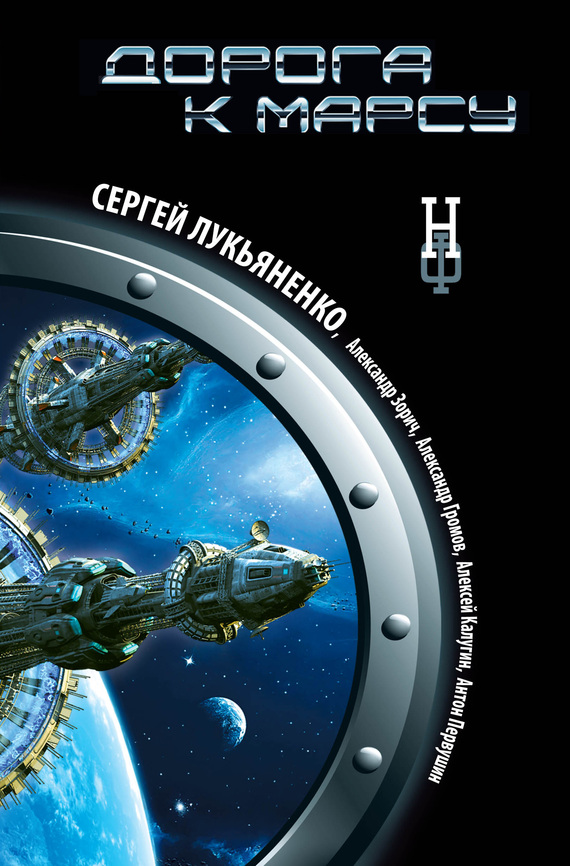 ДОРОГА
К МАРСУ
СЕРГЕЙ ЛУКЬЯНЕНКО,
Александр Зорич, Александр Громов, Алексей Калугин, Антон Первушин
НФ